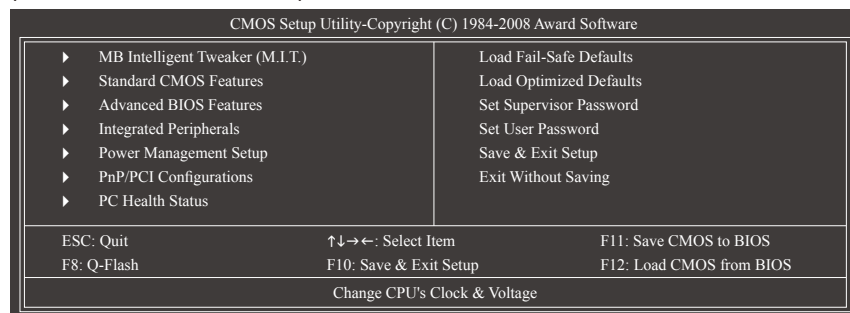 CMOS Setup Utility-Copyright (C) 1984-2008 Award Software
MB Intelligent Tweaker (M.I.T.)
Standard CMOS Features
Advanced BIOS Features
Integrated Peripherals
Power Management Setup
PnP/PCI Configurations
PC Health Status
Load Fail-Safe Defaults
Load Optimized Defaults
Set Supervisor Password
Set User Password
Save & Exit Setup
Exit Without Saving
ESC: Quit ↑↓→←: Select Item F11: Save CMOS to BIOS
F8: Q-Flash F10: Save & Exit Setup F12: Load CMOS from BIOS
Change CPU's Clock & Voltage